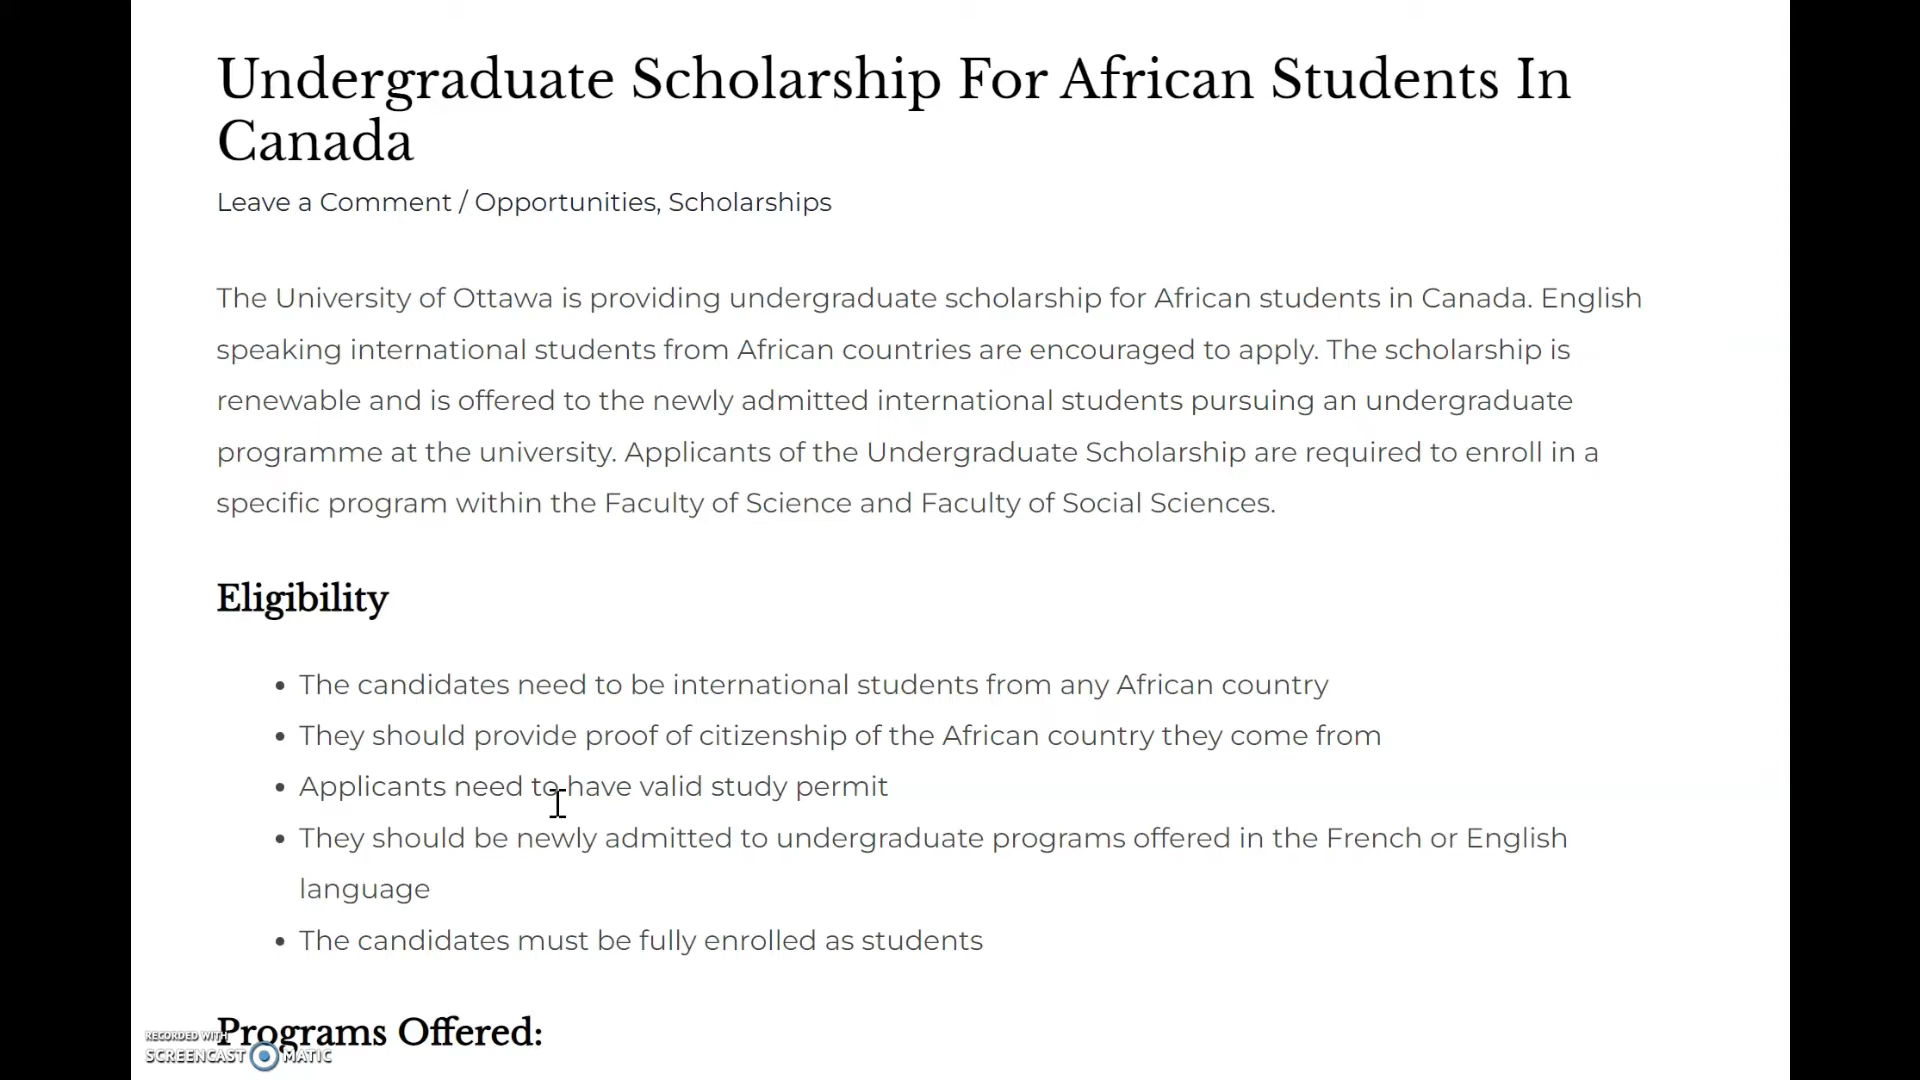 Undergraduate Scholarship For African Students In
Canada
Leave a Comment / Opportunities, Scholarships
The University of Ottawa is providing undergraduate scholarship for African students in Canada. English
speaking international students from African countries are encouraged to apply. The scholarship is
renewable and is offered to the newly admitted international students pursuing an undergraduate
programme at the university. Applicants of the Undergraduate Scholarship are required to enroll in a
specific program within the Faculty of Science and Faculty of Social Sciences.
Eligibility
• The candidates need to be international students from any African country
• They should provide proof of citizenship of the African country they come from
• Applicants need to have valid study permit
• They should be newly admitted to undergraduate programs offered in the French or English
language
• The candidates must be fully enrolled as students
Programs Offered:
RECORDED WITH
SCREENCAST MATIC